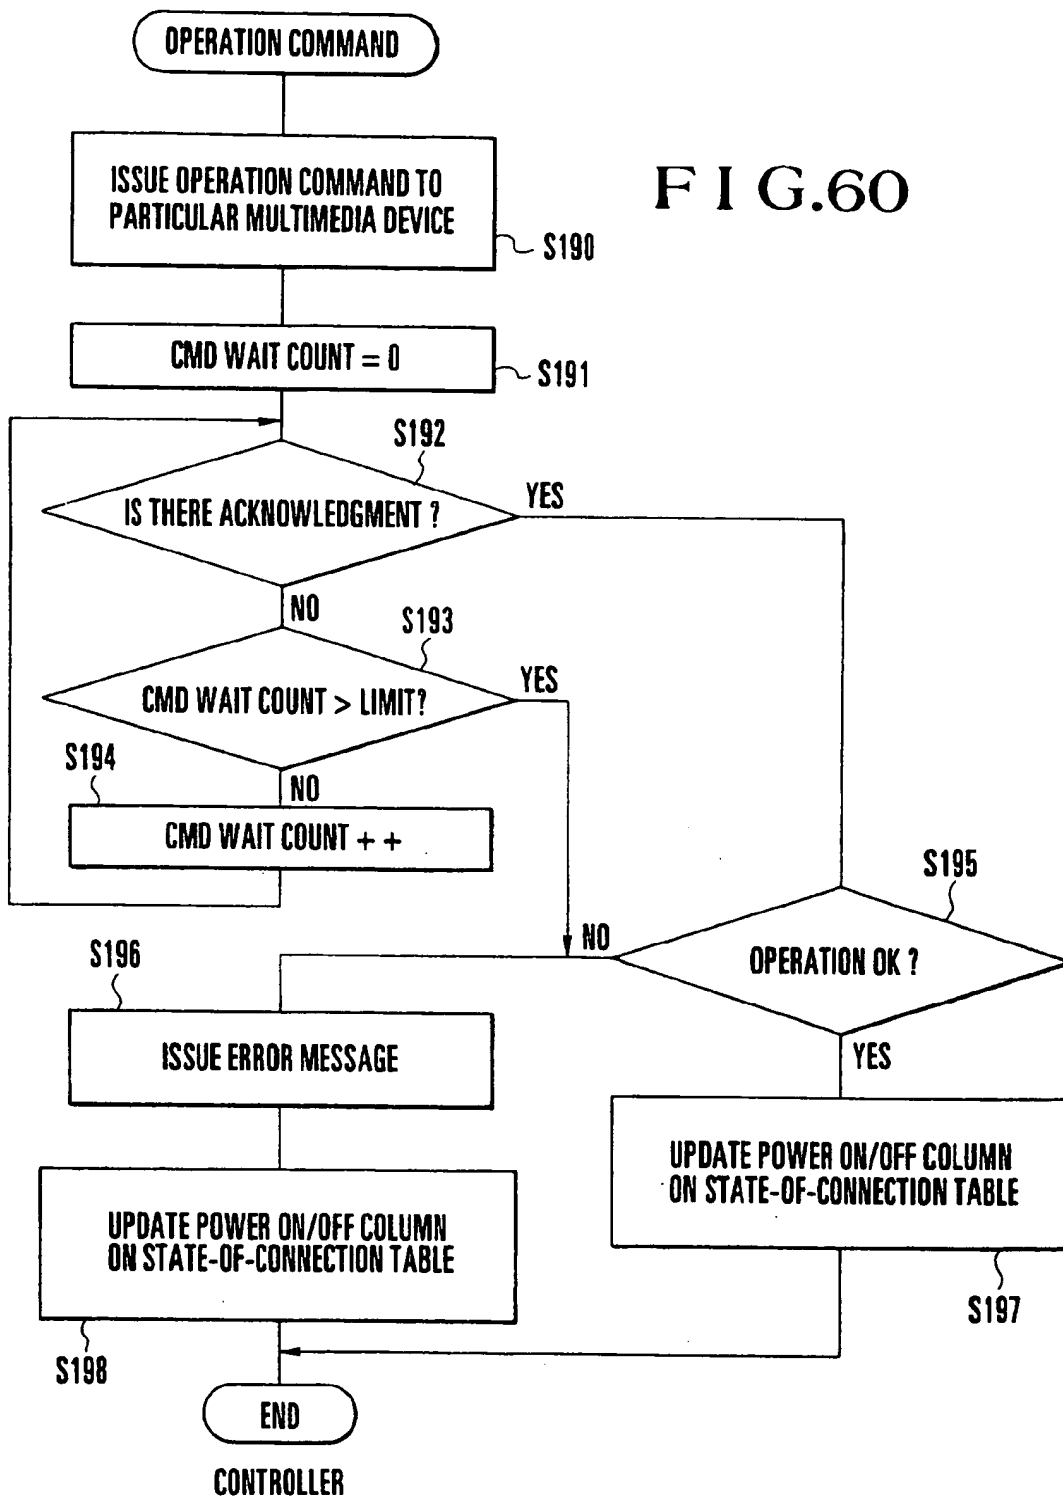 OPERATION COMMAND
F I G.60
ISSUE OPERATION COMMAND TO
PARTICULAR MULTIMEDIA DEVICE
S190
CMD WAIT COUNT = 0
S191
S192
IS THERE ACKNOWLEDGMENT ?
YES
NO
S193
CMD WAIT COUNT > LIMIT?
YES
S194
NO
CMD WAIT COUNT + +
S195
S196
NO
OPERATION OK ?
ISSUE ERROR MESSAGE
YES
UPDATE POWER ON/OFF COLUMN
ON STATE-OF-CONNECTION TABLE
S197
UPDATE POWER ON/OFF COLUMN
ON STATE-OF-CONNECTION TABLE
S198
END
CONTROLLER